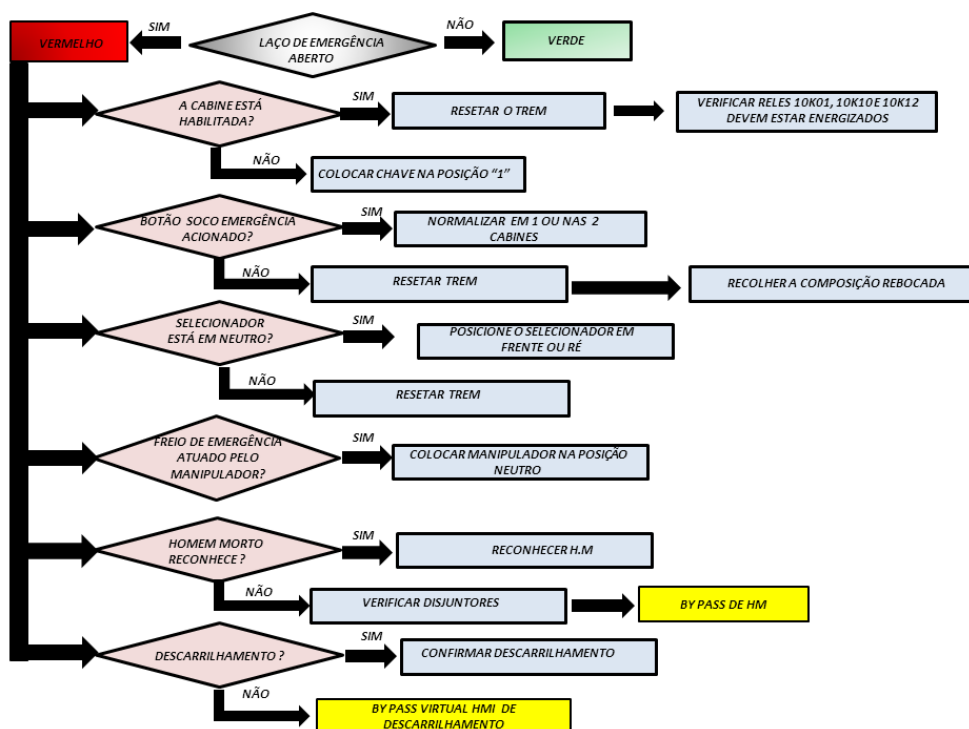 SIM
VERMELHO
LAÇO DE EMERGÊNCIA
ABERTO
NÃO
VERDE
A CABINE ESTÁ
HABILITADA?
SIM
RESETAR O TREM
VERIFICAR RELES 10K01, 10K10 E 10K12
DEVEM ESTAR ENERGIZADOS
NÃO
COLOCAR CHAVE NA POSIÇÃO “1”
BOTÃO SOCO EMERGÊNCIA
ACIONADO?
SIM
NORMALIZAR EM 1 OU NAS 2
CABINES
NÃO
RESETAR TREM
RECOLHER A COMPOSIÇÃO REBOCADA
SELECIONADOR
ESTÁ EM NEUTRO?
SIM
POSICIONE O SELECIONADOR EM
FRENTE OU RÉ
NÃO
RESETAR TREM
FREIO DE EMERGÊNCIA
ATUADO PELO
MANIPULADOR?
SIM
COLOCAR MANIPULADOR NA POSIÇÃO
NEUTRO
HOMEM MORTO
RECONHECE ?
SIM
RECONHECER H.M
NÃO
VERIFICAR DISJUNTORES
BY PASS DE HM
DESCARRILHAMENTO ?
SIM
CONFIRMAR DESCARRILHAMENTO
NÃO
BY PASS VIRTUAL HMI DE
DESCARRILHAMENTO